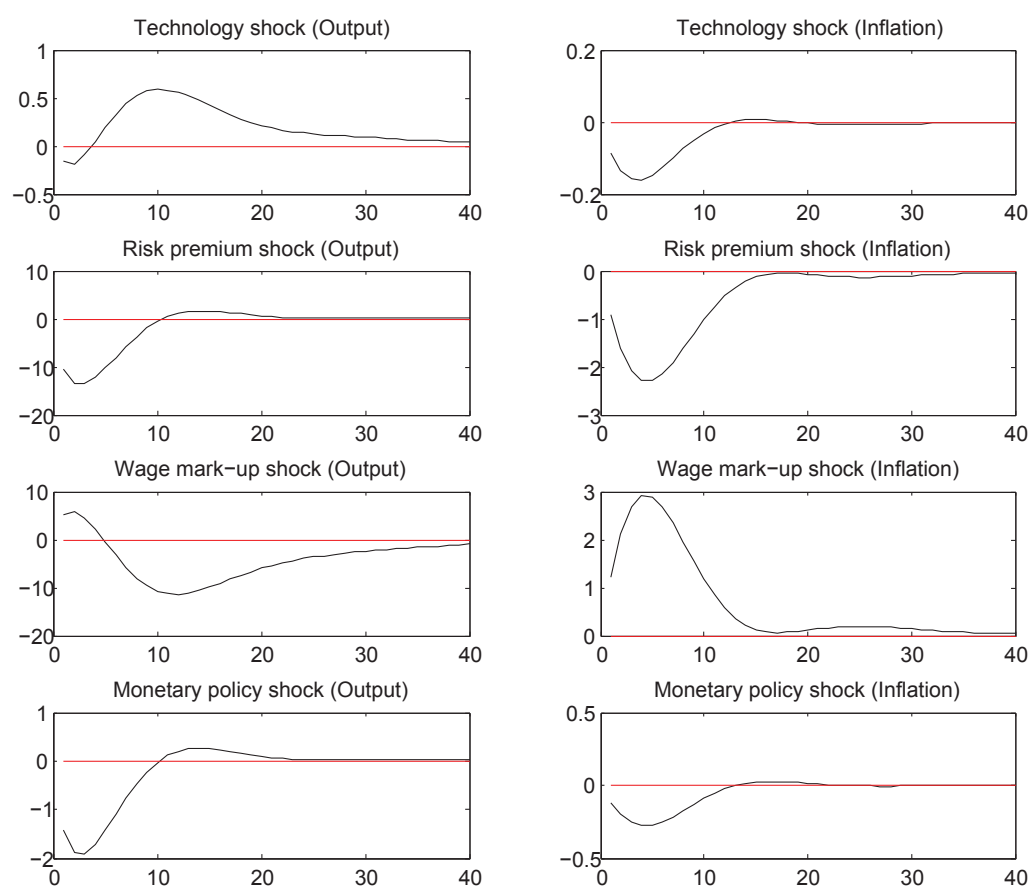 Technology shock (Output)
1
0.5
0
−0.5
0 10 20 30 40
Technology shock (Inflation)
0.2
0
−0.2
0 10 20 30 40
Risk premium shock (Output)
10
0
−10
−20
0 10 20 30 40
Risk premium shock (Inflation)
0
−1
−2
−3
0 10 20 30 40
Wage mark−up shock (Output)
10
0
−10
−20
0 10 20 30 40
Wage mark−up shock (Inflation)
3
2
1
0
0 10 20 30 40
Monetary policy shock (Output)
1
0
−1
−2
0 10 20 30 40
Monetary policy shock (Inflation)
0.5
0
−0.5
0 10 20 30 40